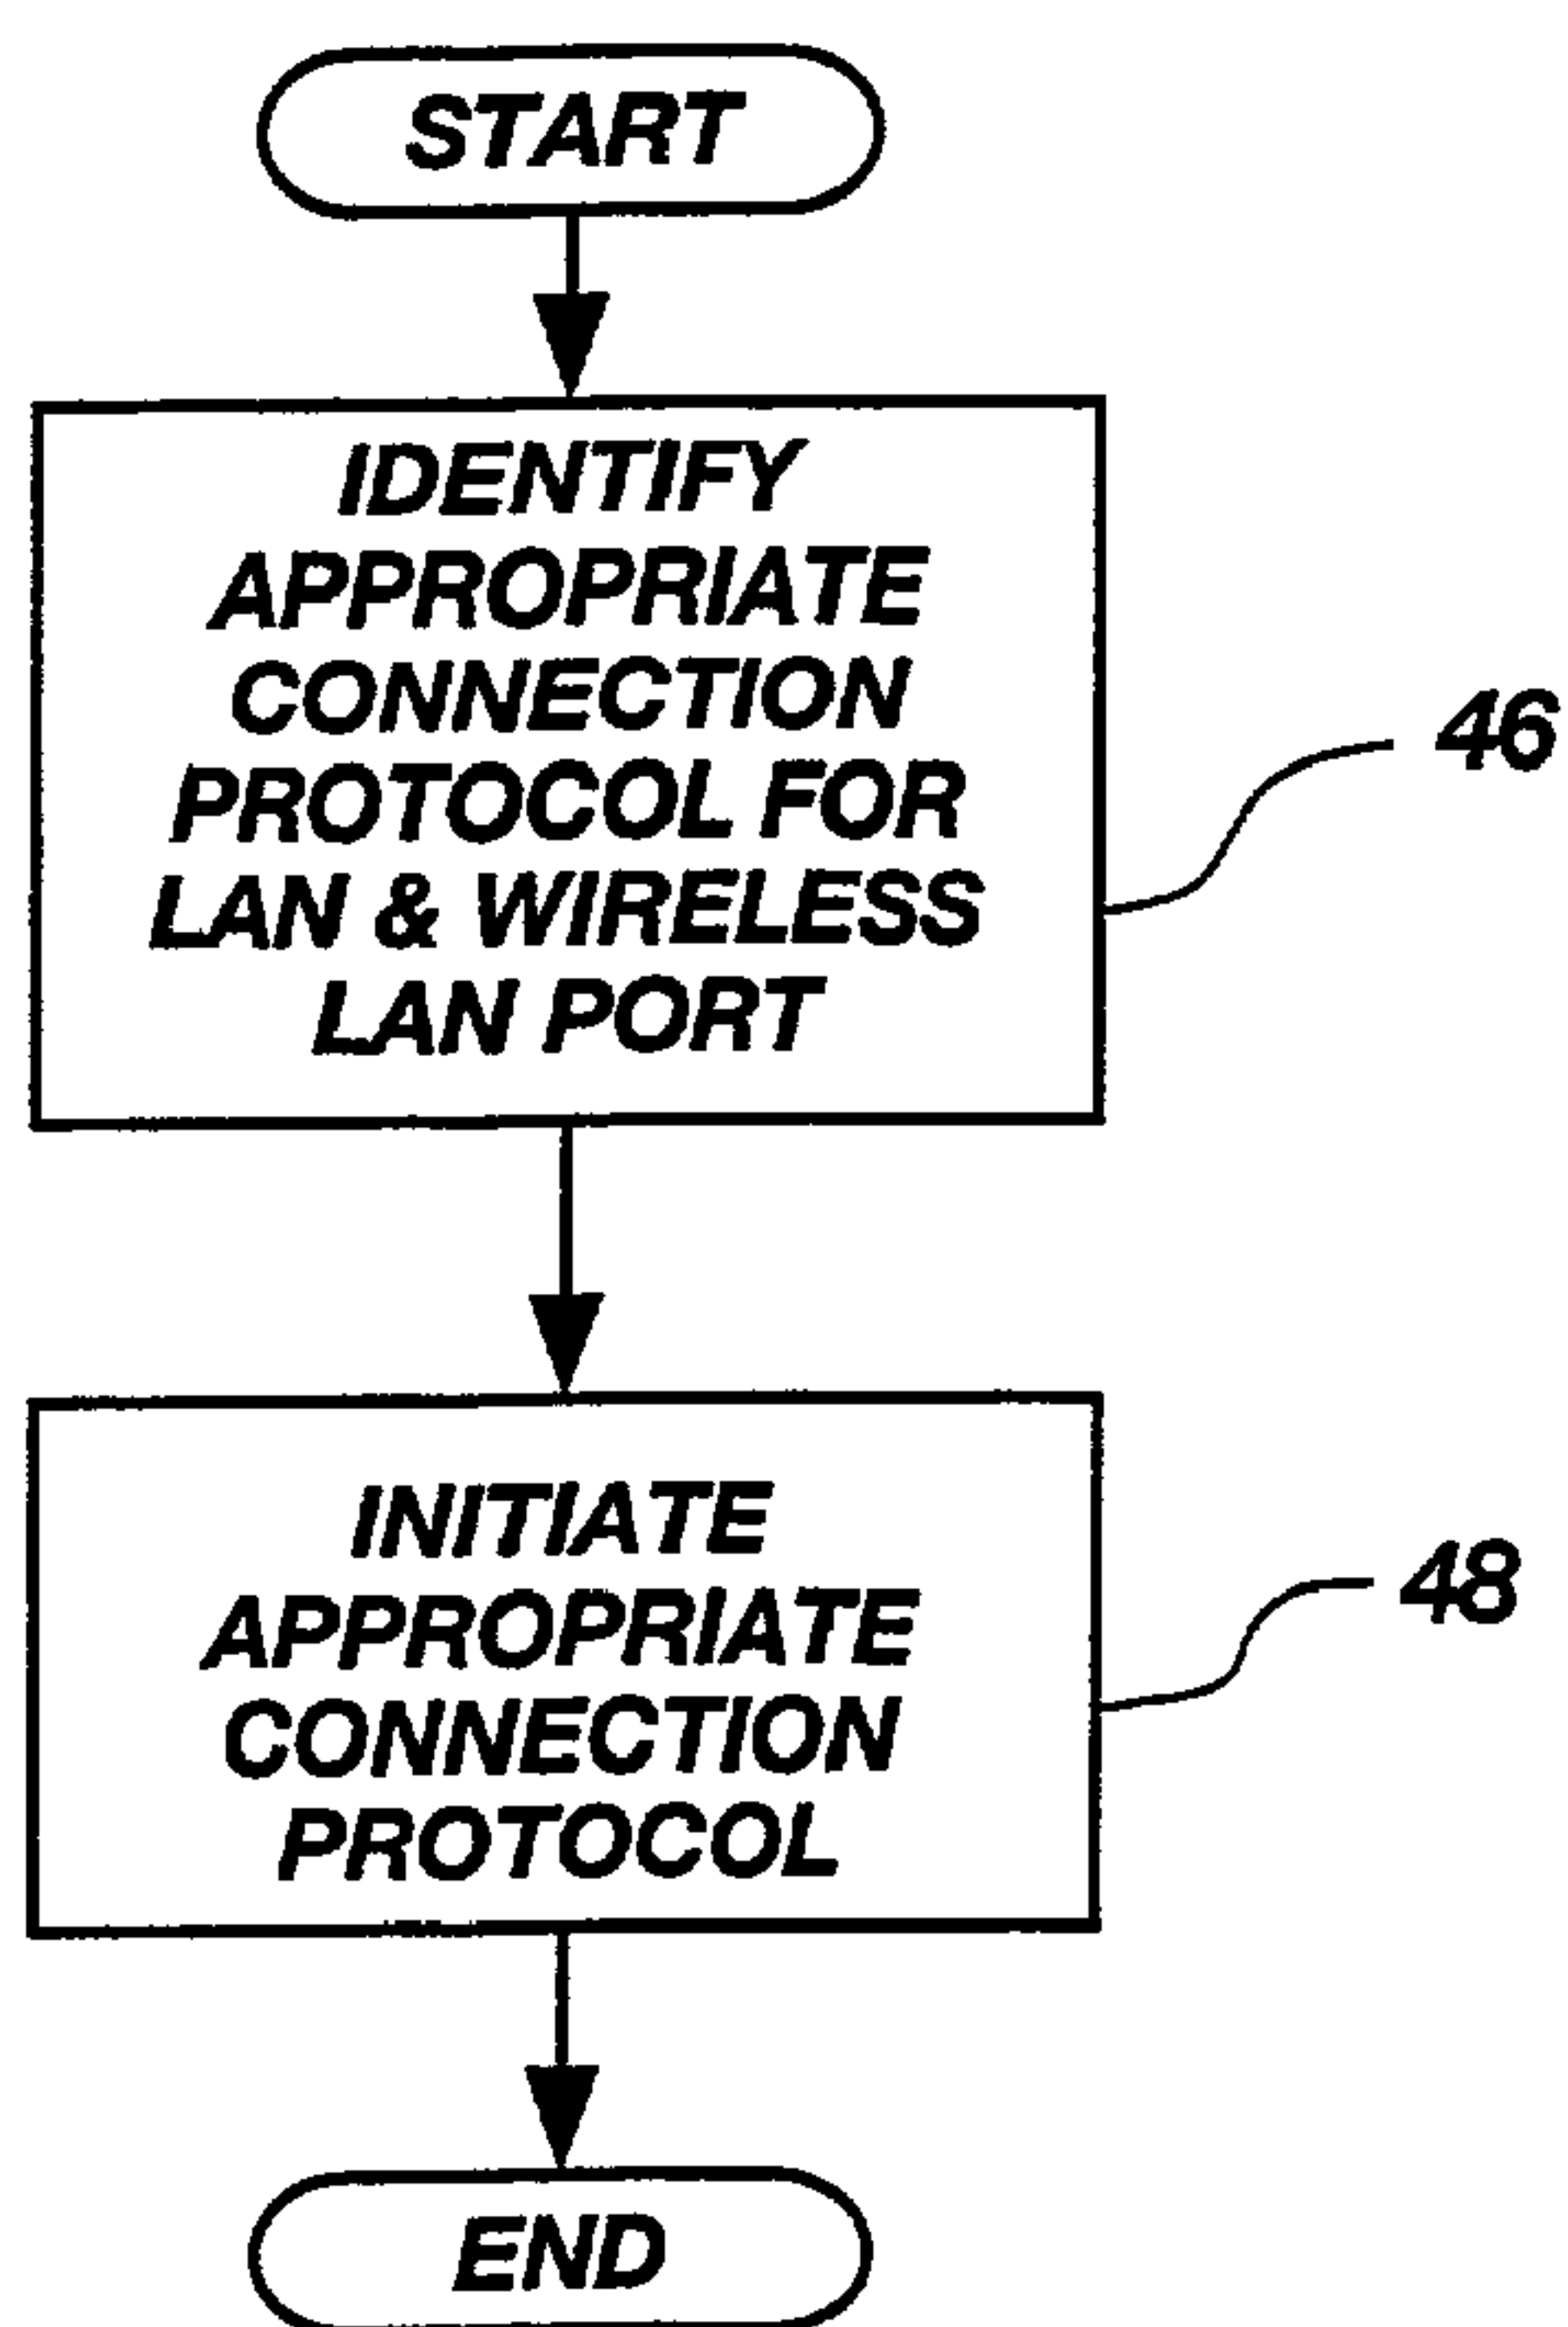 START
IDENTIFY
APPROPRIATE
CONNECTION
PROTOCOL FOR
LAN & WIRELESS
LAN PORT
46
INITIATE
APPROPRIATE
CONNECTION
PROTOCOL
48
END